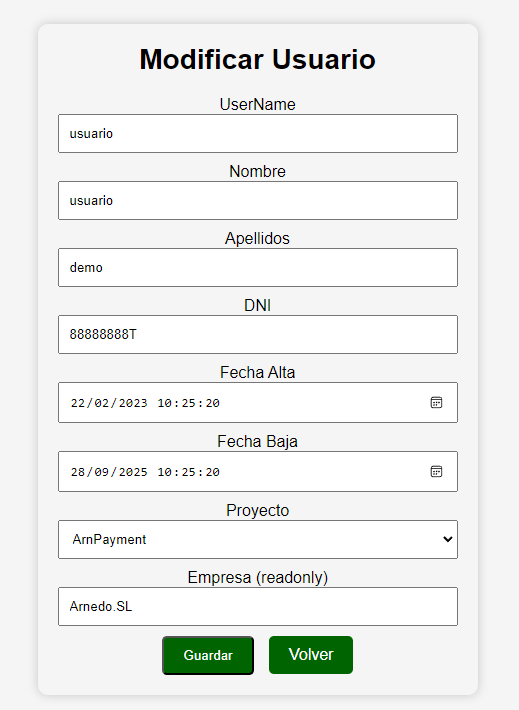 Modificar Usuario
UserName
usuario
Nombre
usuario
Apellidos
demo
DNI
88888888T
Fecha Alta
22/02/2023 10:25:20
Fecha Baja
28/09/2025 10:25:20
Proyecto
ArnPayment
Empresa (readonly)
Arnedo.SL
Guardar Volver